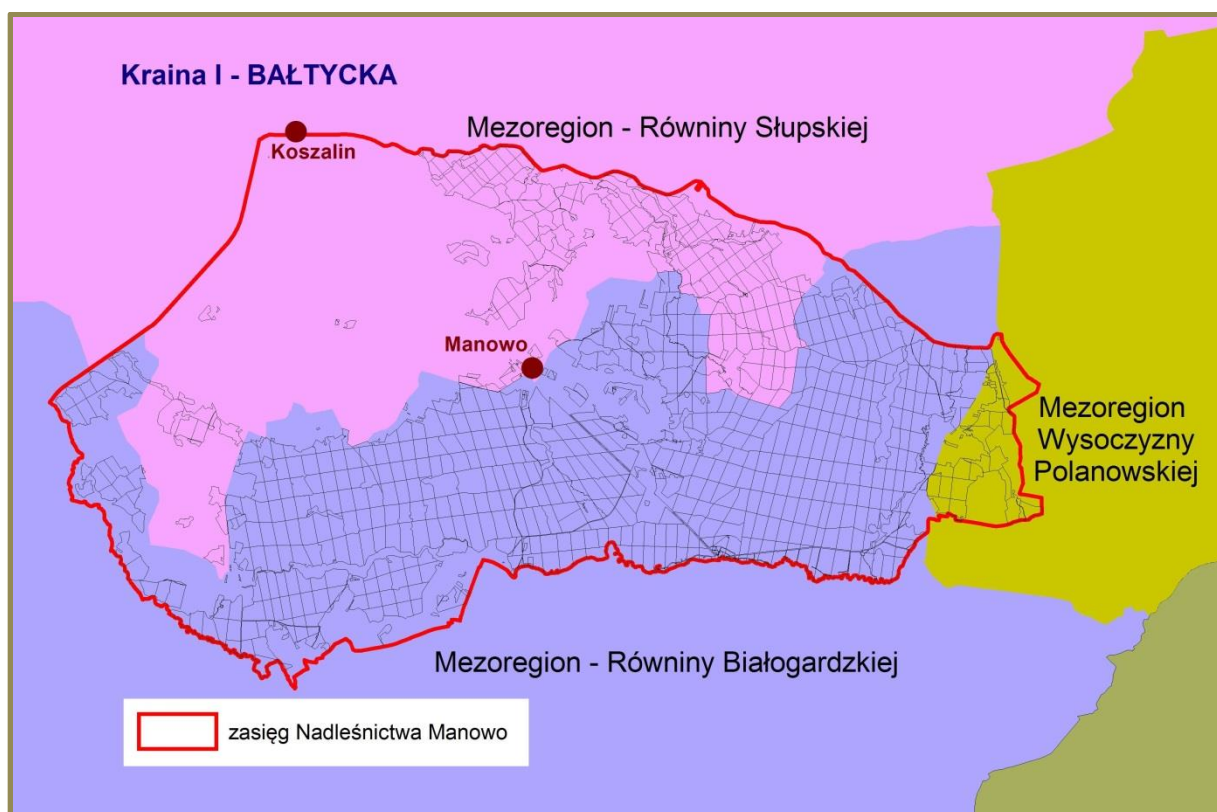 Kraina I - BAŁTYCKA
Mezoregion - Równiny Słupskiej
Koszalin
Manowo
Mezoregion
Wysoczyzny
Polanowskiej
Mezoregion - Równiny Białogardzkiej
zasięg Nadleśnictwa Manowo